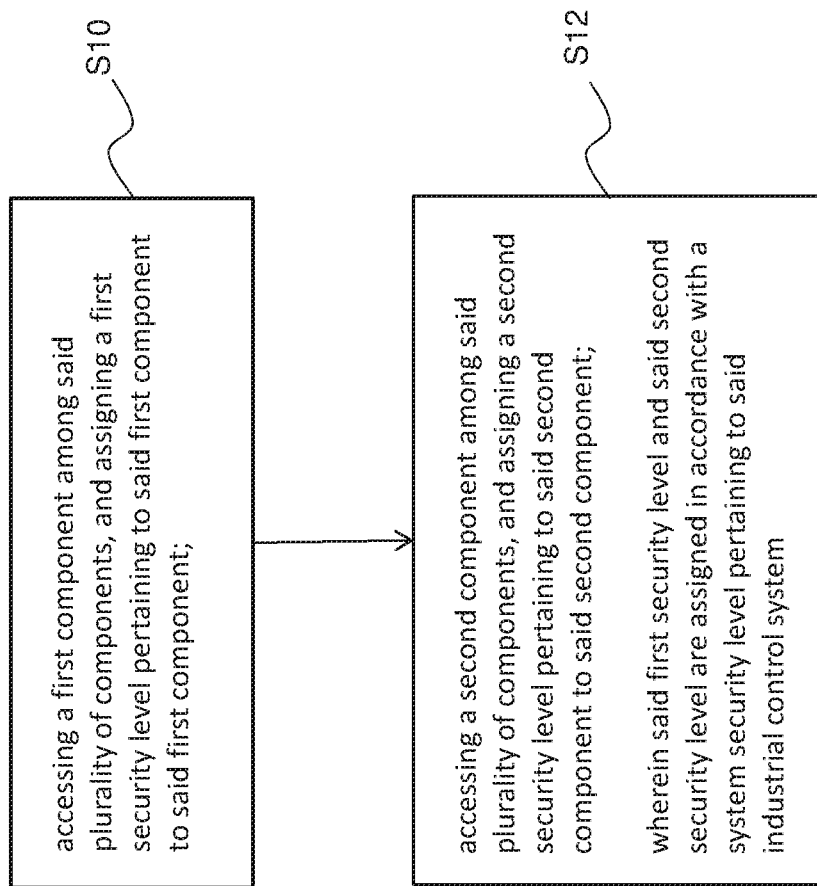 accessing a first component among said
plurality of components, and assigning a first
security level pertaining to said first component
to said first component;
S10
accessing a second component among said
plurality of components, and assigning a second
security level pertaining to said second
component to said second component;
wherein said first security level and said second
security level are assigned in accordance with a
system security level pertaining to said
industrial control system
S12